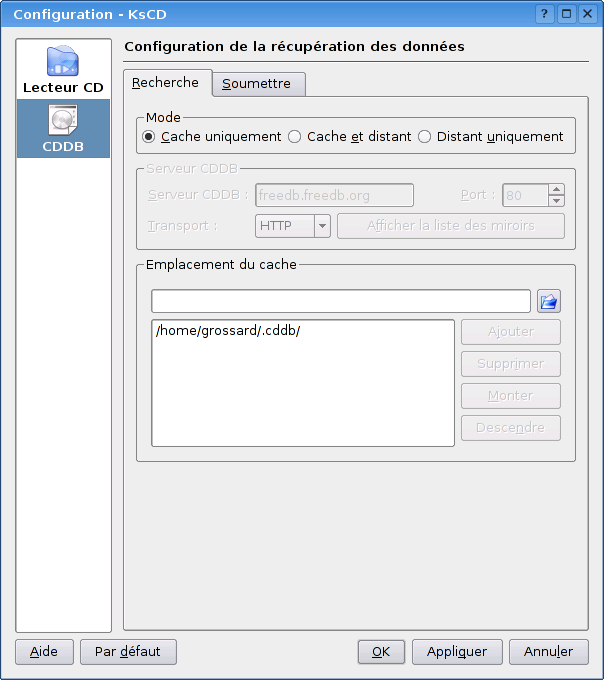 Configuration - KsCD
?
Lecteur CD
CDDB
Configuration de la récupération des données
Recherche
Soumettre
Mode
Cache uniquement
Cache et distant
Distant uniquement
Serveur CDDB
Serveur CDDB :
freedb.freedb.org
Port :
80
Transport :
HTTP
Afficher la liste des miroirs
Emplacement du cache
/home/grossard/.cddb/
Ajouter
Supprimer
Monter
Descendre
Aide
Par défaut
OK
Appliquer
Annuler